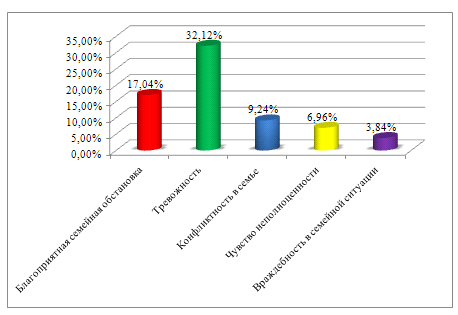 35,00%
30,00%
25,00%
20,00%
15,00%
10,00%
5,00%
0,00%
17,04%
32,12%
9,24%
6,96%
3,84%
Благоприятная семейная обстановка
Тревожность
Конфликтность в семье
Чувство неполноценности
Враждебность в семейной ситуации